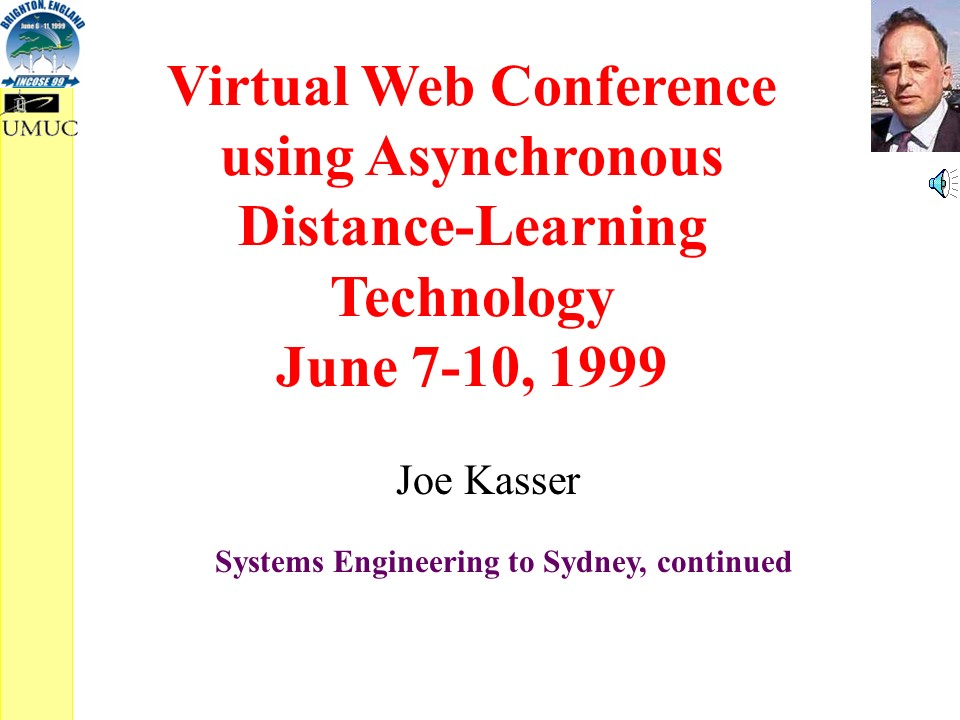 BRIGHTON, ENGLAND
June 6 - 11, 1999
INCOSE 99
UMUC
Virtual Web Conference
using Asynchronous
Distance-Learning
Technology
June 7-10, 1999
Joe Kasser
Systems Engineering to Sydney, continued